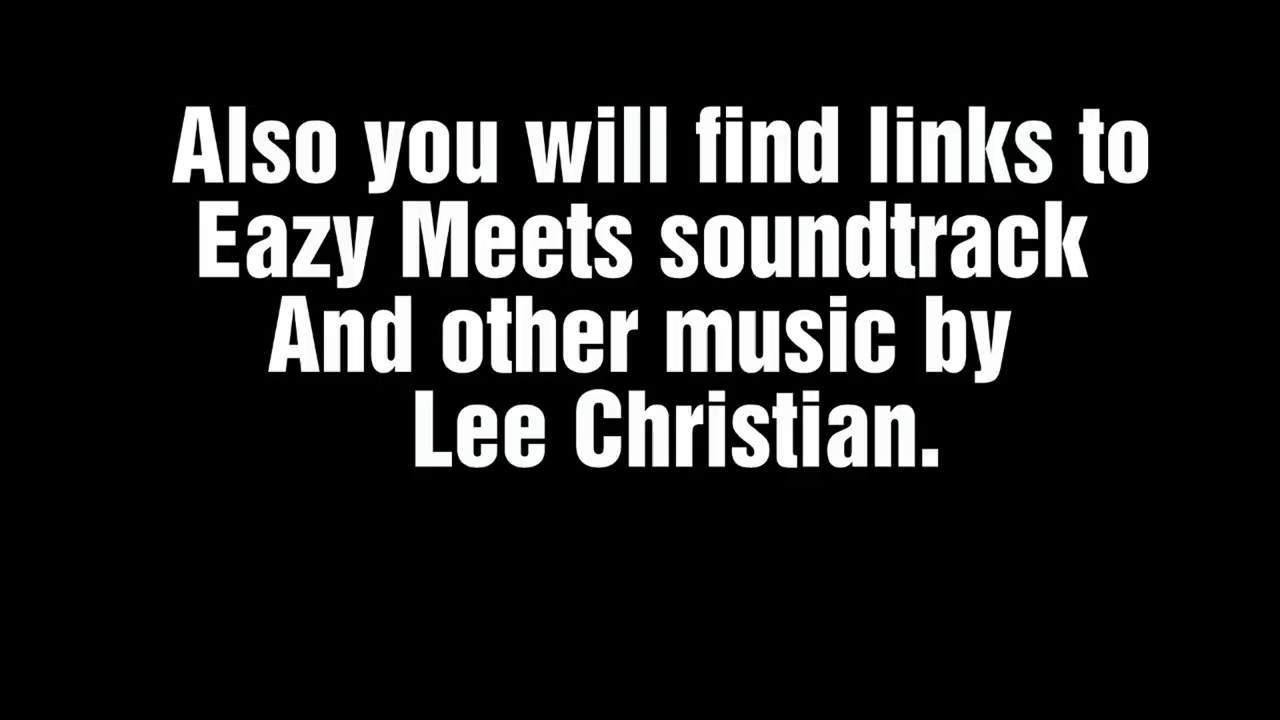 Also you will find links to
Eazy Meets soundtrack
And other music by
Lee Christian.